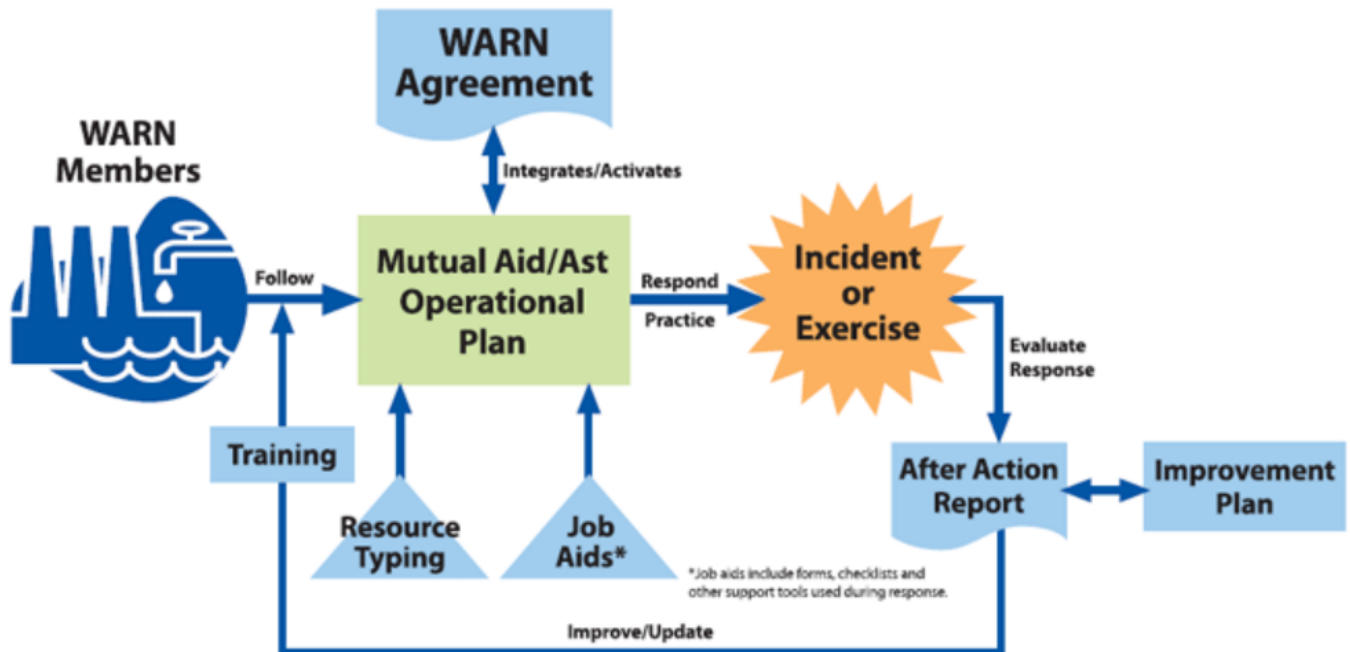 WARN
Agreement
WARN
Members
Integrates/Activates
Follow
Mutual Aid/Ast
Operational
Plan
Respond
Practice
Incident
or
Exercise
Evaluate
Response
Training
Resource
Typing
Job
Aids*
After Action
Report
Improvement
Plan
*Job aids include forms, checklists and
other support tools used during response.
Improve/Update